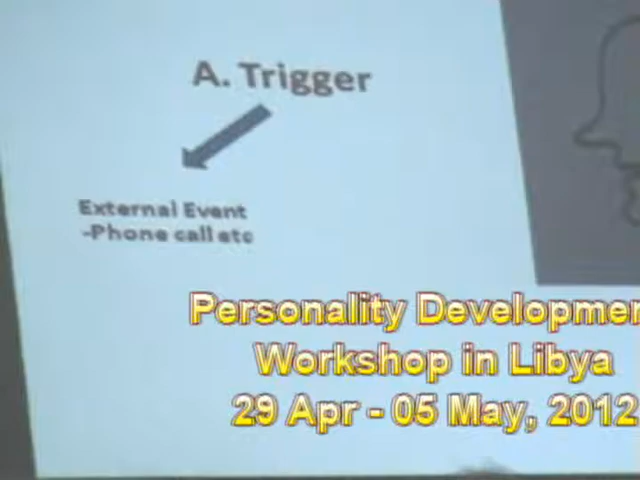 A. Trigger
External Event
-Phone call etc
Personality Developmen
Workshop in Libya
29 Apr - 05 May, 2012